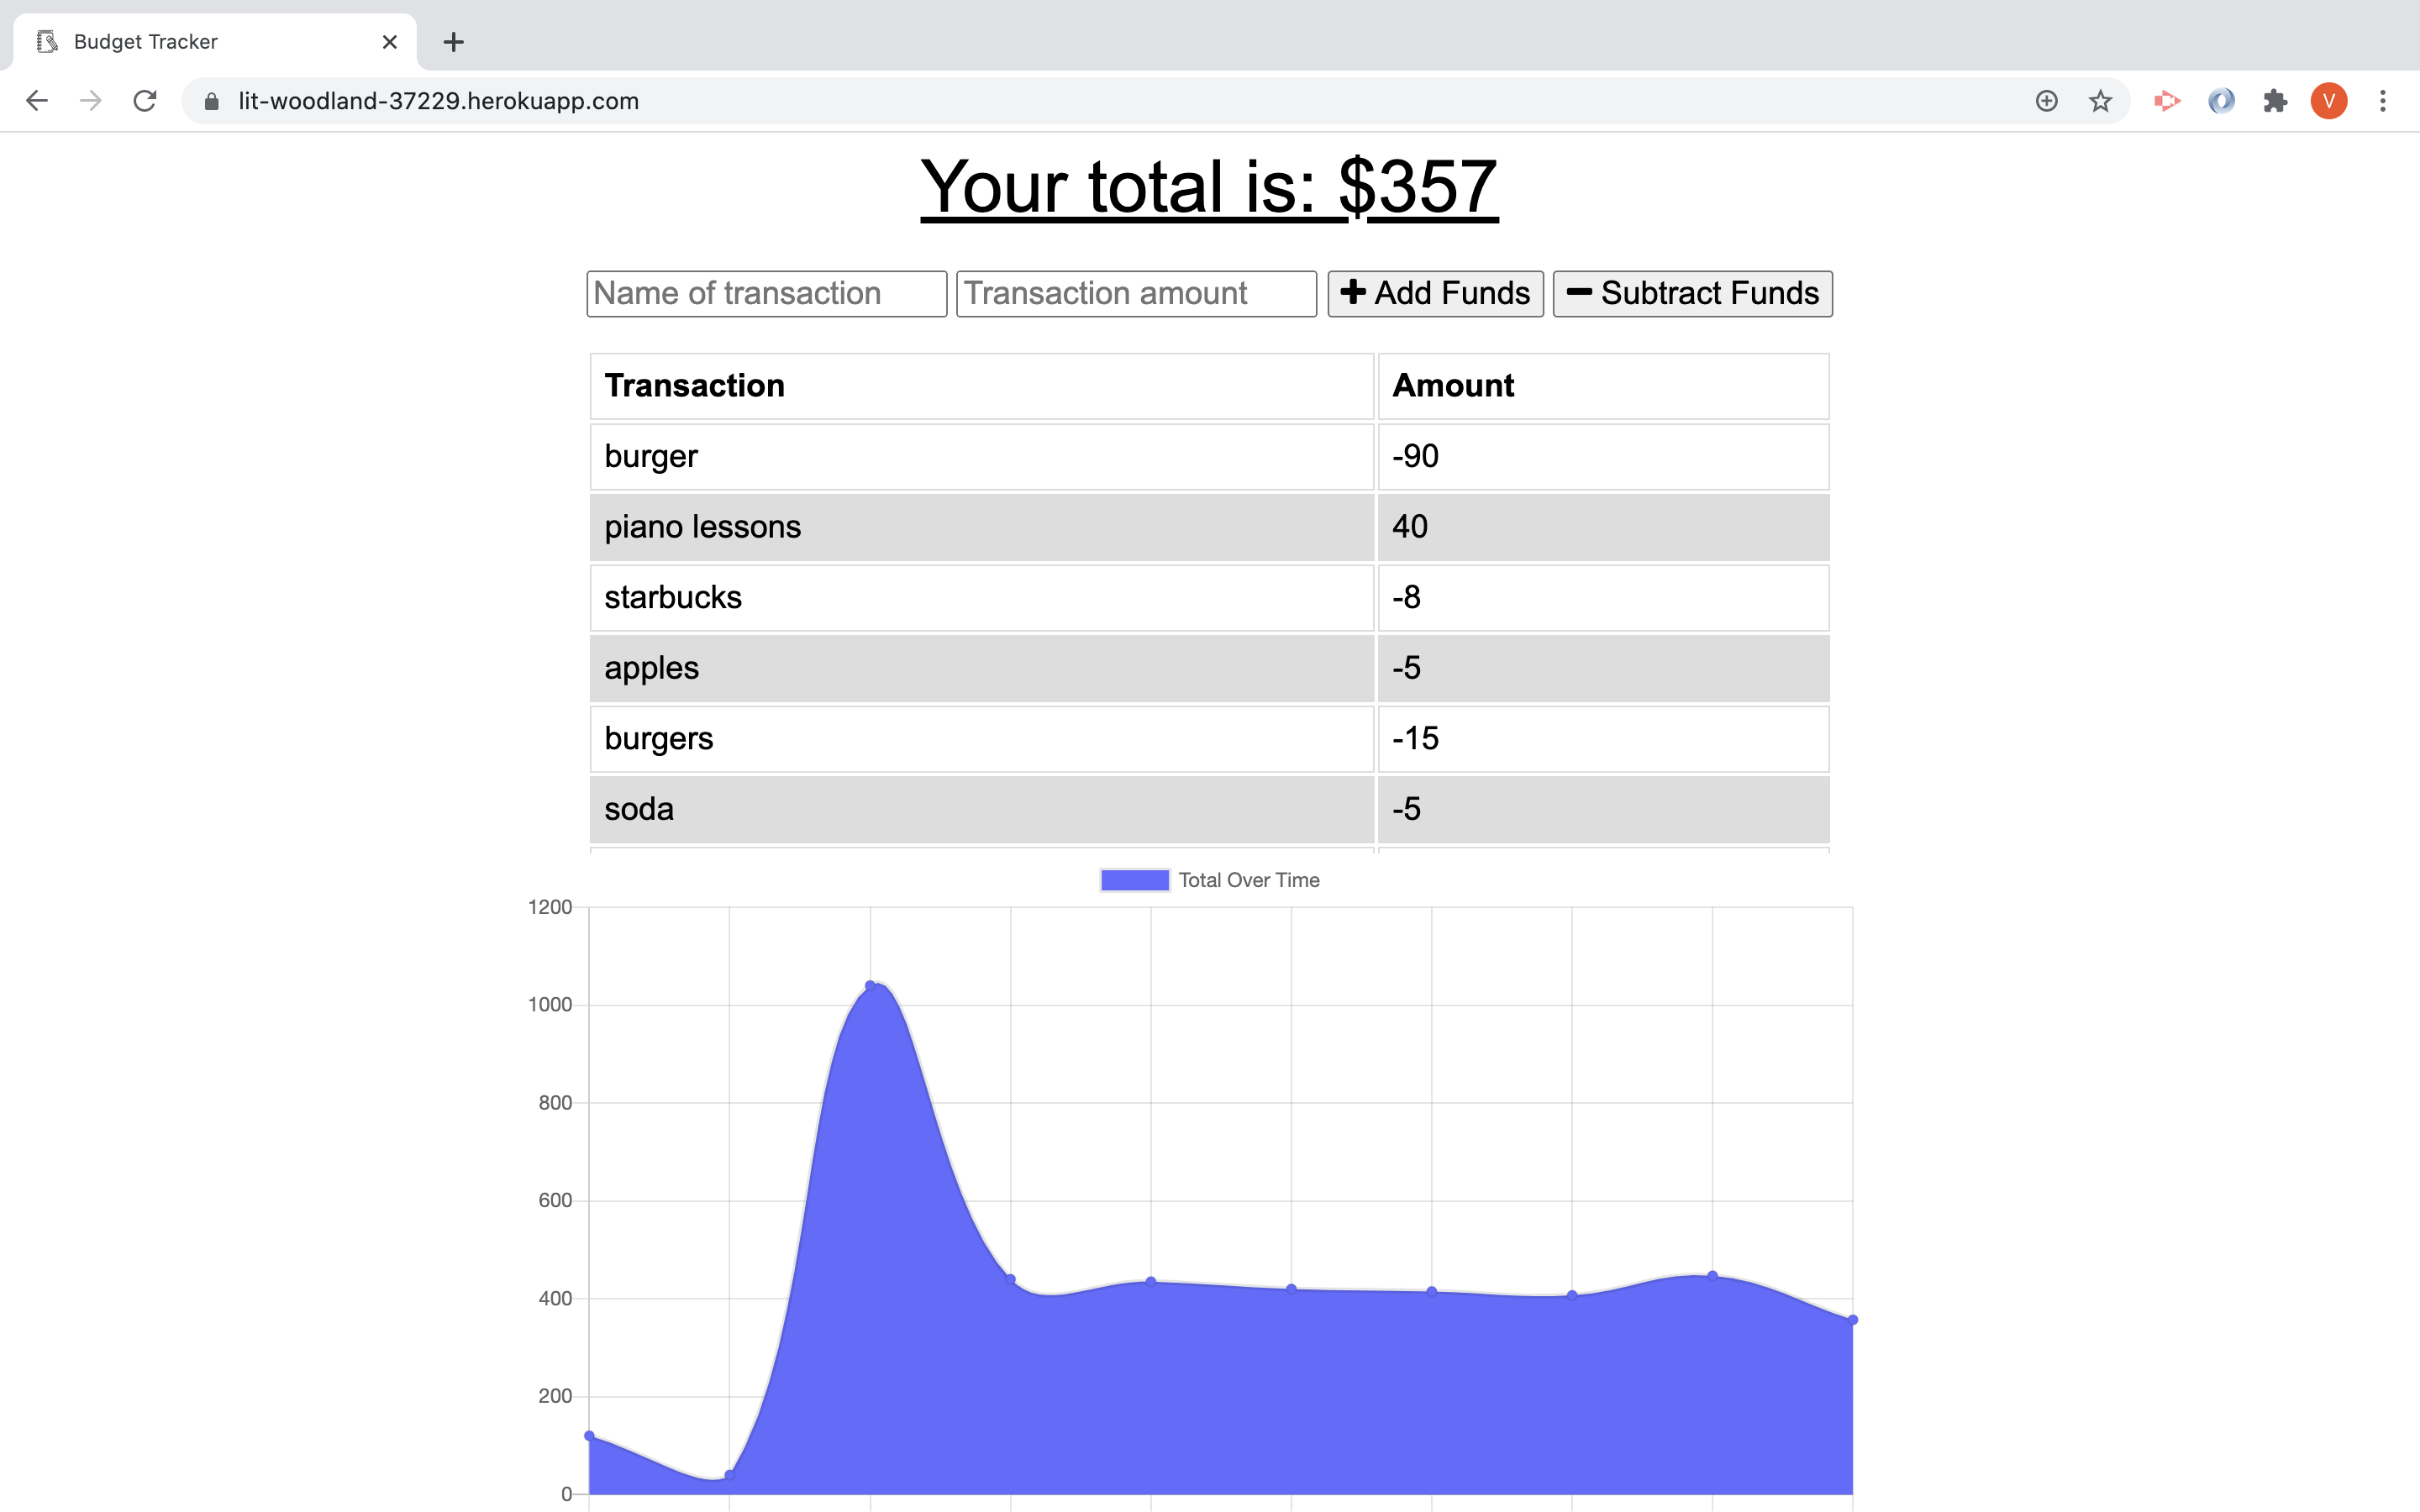 Budget Tracker
lit-woodland-37229.herokuapp.com
V
Your total is: $357
Name of transaction Transaction amount Add Funds Subtract Funds
Transaction Amount
burger -90
piano lessons 40
starbucks -8
apples -5
burgers -15
soda -5
Total Over Time
1200
1000
800
600
400
200
0